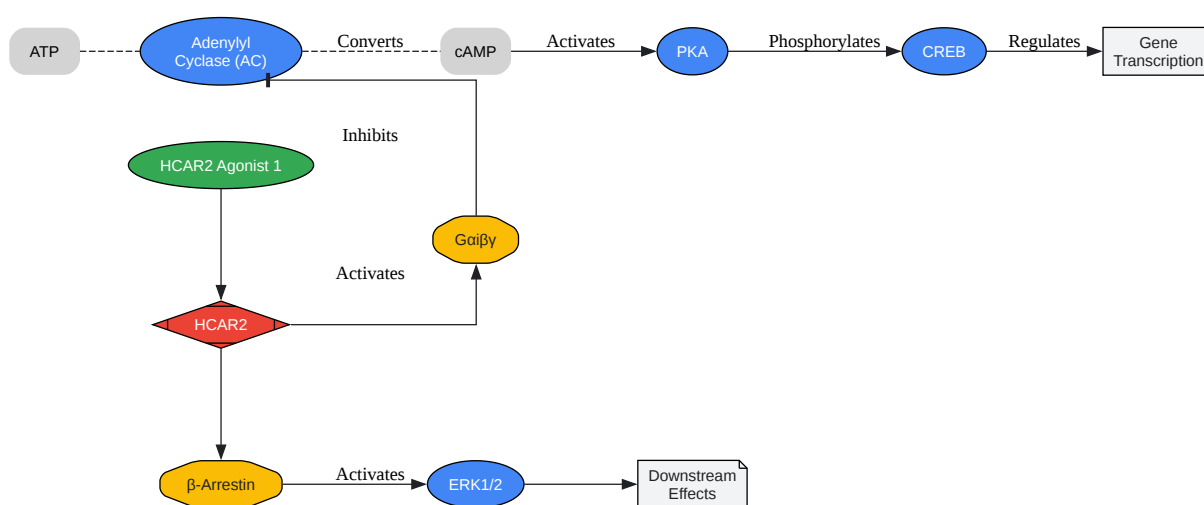 ATP
Adenylyl
Cyclase (AC)
Converts
cAMP
Activates
PKA
Phosphorylates
CREB
Regulates
Gene
Transcription
Inhibits
HCAR2 Agonist 1
Gαiβγ
Activates
HCAR2
β-Arrestin
Activates
ERK1/2
Downstream
Effects